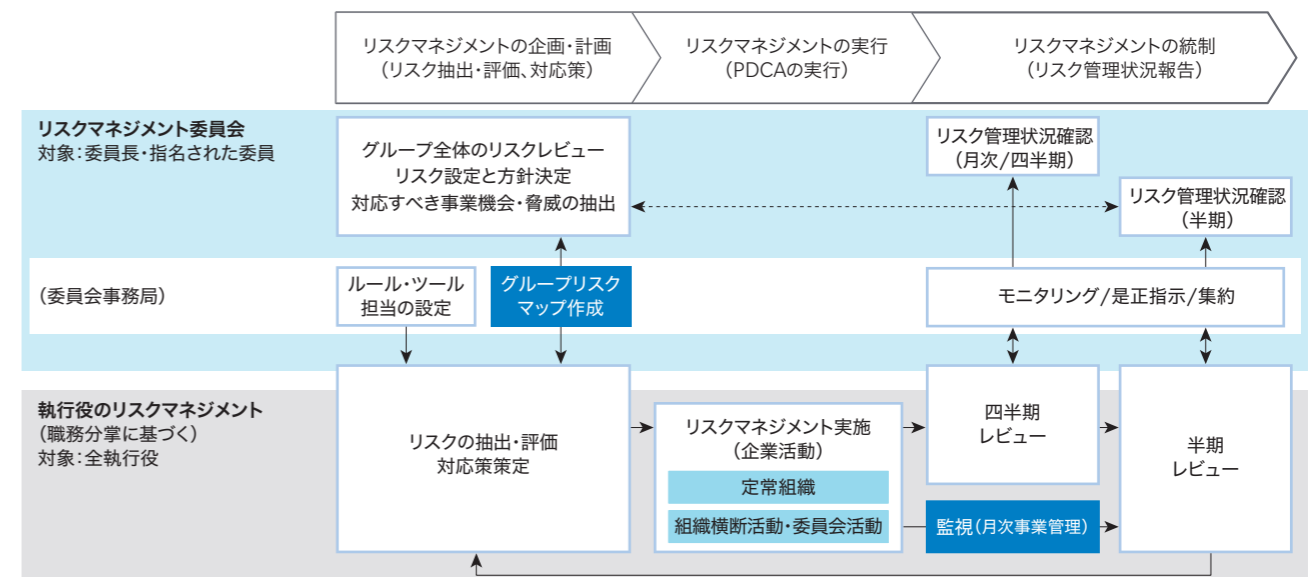 リスクマネジメントの企画・計画
(リスク抽出・評価、対応策)
リスクマネジメントの実行
(PDCAの実行)
リスクマネジメントの統制
(リスク管理状況報告)
リスクマネジメント委員会
対象:委員長・指名された委員
グループ全体のリスクレビュー
リスク設定と方針決定
対応すべき事業機会・脅威の抽出
リスク管理状況確認
(月次/四半期)
リスク管理状況確認
(半期)
(委員会事務局)
ルール・ツール
担当の設定
グループリスク
マップ作成
モニタリング/是正指示/集約
執行役のリスクマネジメント
(職務分掌に基づく)
対象:全執行役
リスクの抽出・評価
対応策策定
リスクマネジメント実施
(企業活動)
定常組織
組織横断活動・委員会活動
四半期
レビュー
監視(月次事業管理)
半期
レビュー